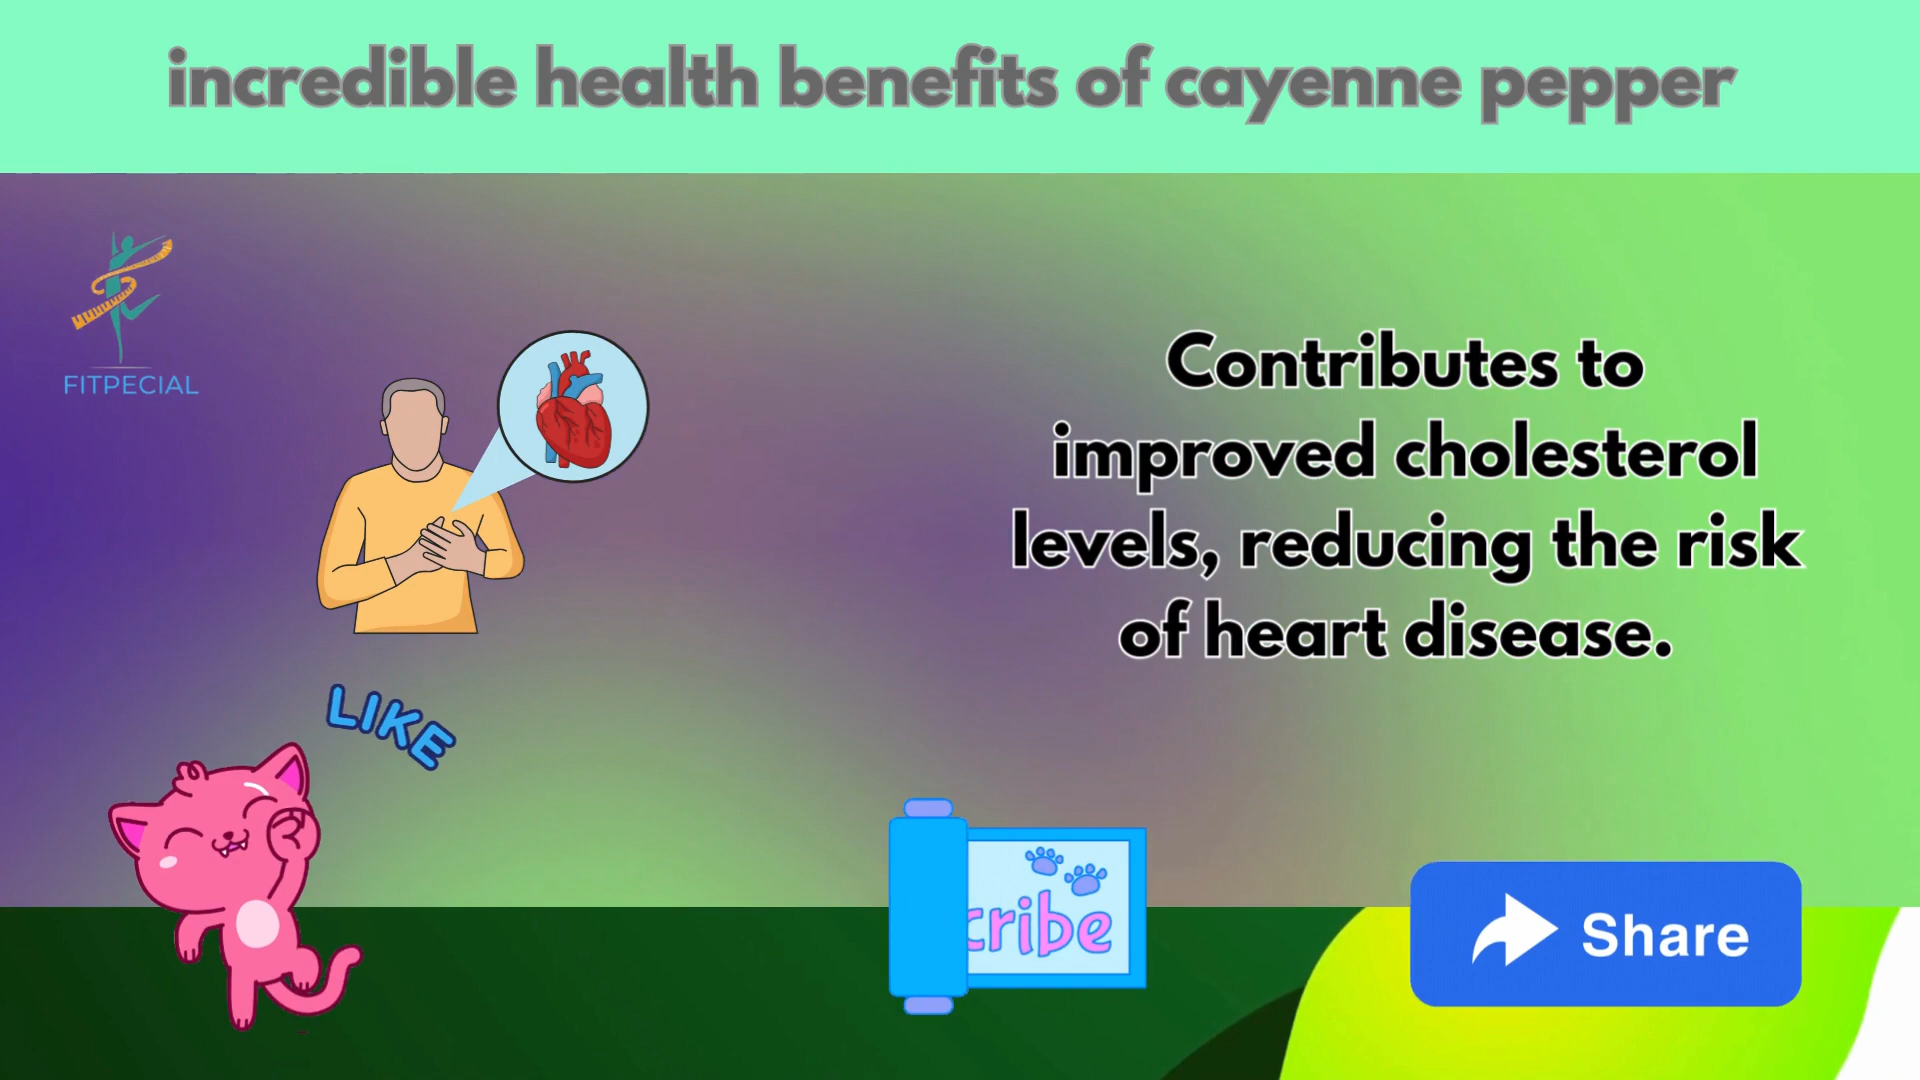 incredible health benefits of cayenne pepper
FITPECIAL
Contributes to
improved cholesterol
levels, reducing the risk
of heart disease.
LIKE
cribe
Share